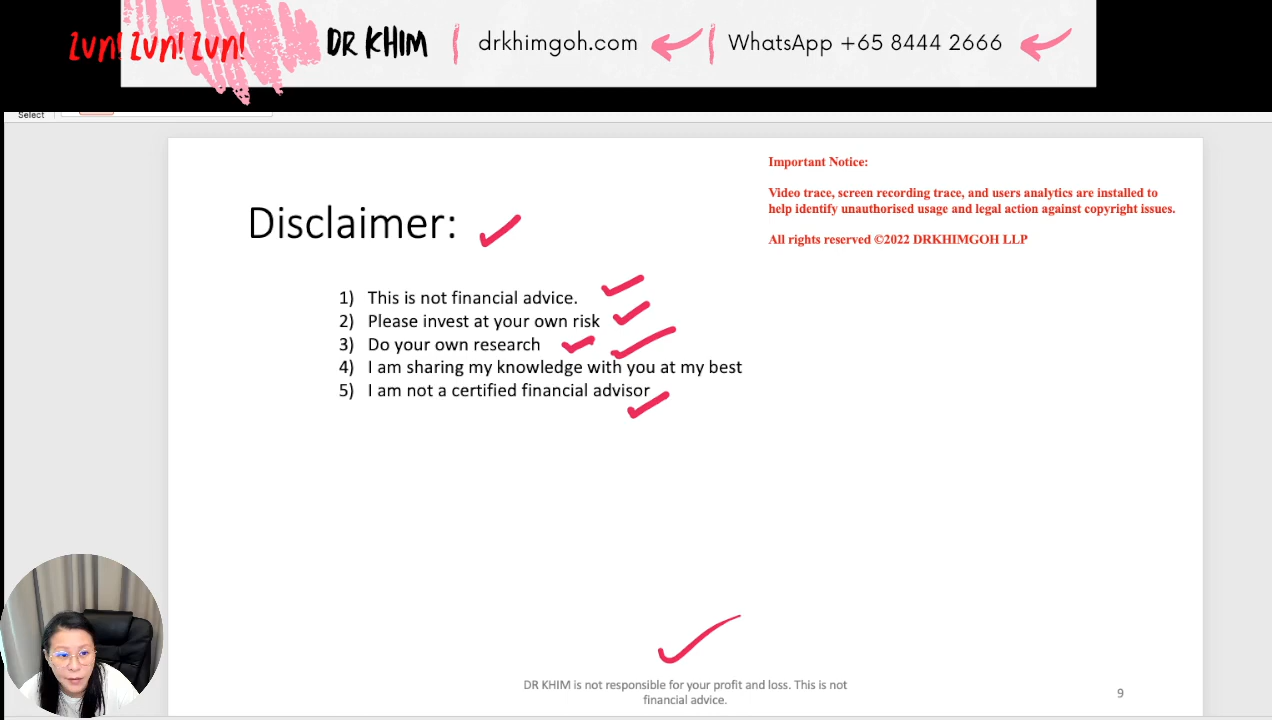 zun! zun! zun!
DR KHIM
drkhimgoh.com
WhatsApp +65 8444 2666
Select
Important Notice:
Video trace, screen recording trace, and users analytics are installed to
help identify unauthorised usage and legal action against copyright issues.
All rights reserved ©2022 DRKHIMGOH LLP
Disclaimer:
1) This is not financial advice.
2) Please invest at your own risk
3) Do your own research
4) I am sharing my knowledge with you at my best
5) I am not a certified financial advisor
DR KHIM is not responsible for your profit and loss. This is not
financial advice.
9